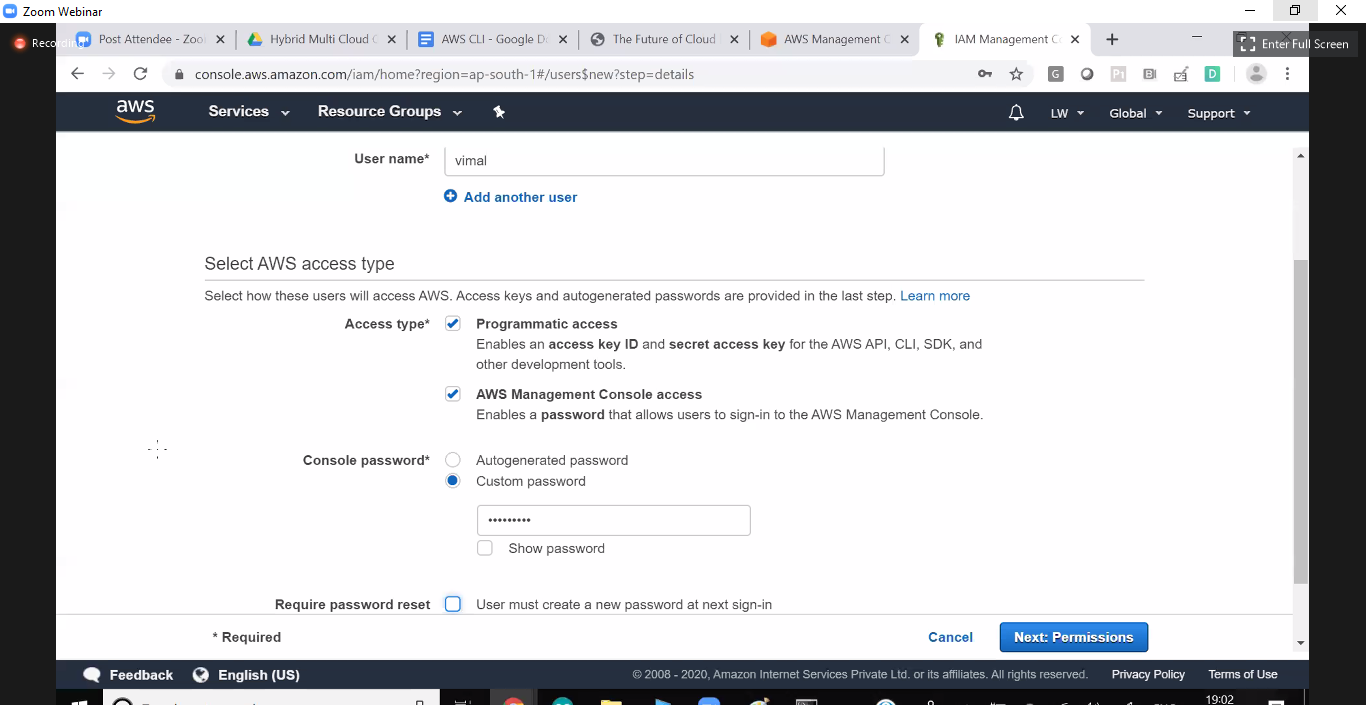 Zoom Webinar
Recording
Post Attendee - Zoo
Hybrid Multi Cloud C
AWS CLI - Google D
The Future of Cloud
AWS Management C
IAM Management C
Enter Full Screen
console.aws.amazon.com/iam/home?region=ap-south-1#/users$new?step=details
aws
Services
Resource Groups
LW
Global
Support
User name*
vimal
Add another user
Select AWS access type
Select how these users will access AWS. Access keys and autogenerated passwords are provided in the last step. Learn more
Access type*
Programmatic access
Enables an access key ID and secret access key for the AWS API, CLI, SDK, and
other development tools.
AWS Management Console access
Enables a password that allows users to sign-in to the AWS Management Console.
Console password*
Autogenerated password
Custom password
•••••••••
Show password
Require password reset
User must create a new password at next sign-in
* Required
Cancel
Next: Permissions
Feedback
English (US)
© 2008 - 2020, Amazon Internet Services Private Ltd. or its affiliates. All rights reserved.
Privacy Policy
Terms of Use
19:02